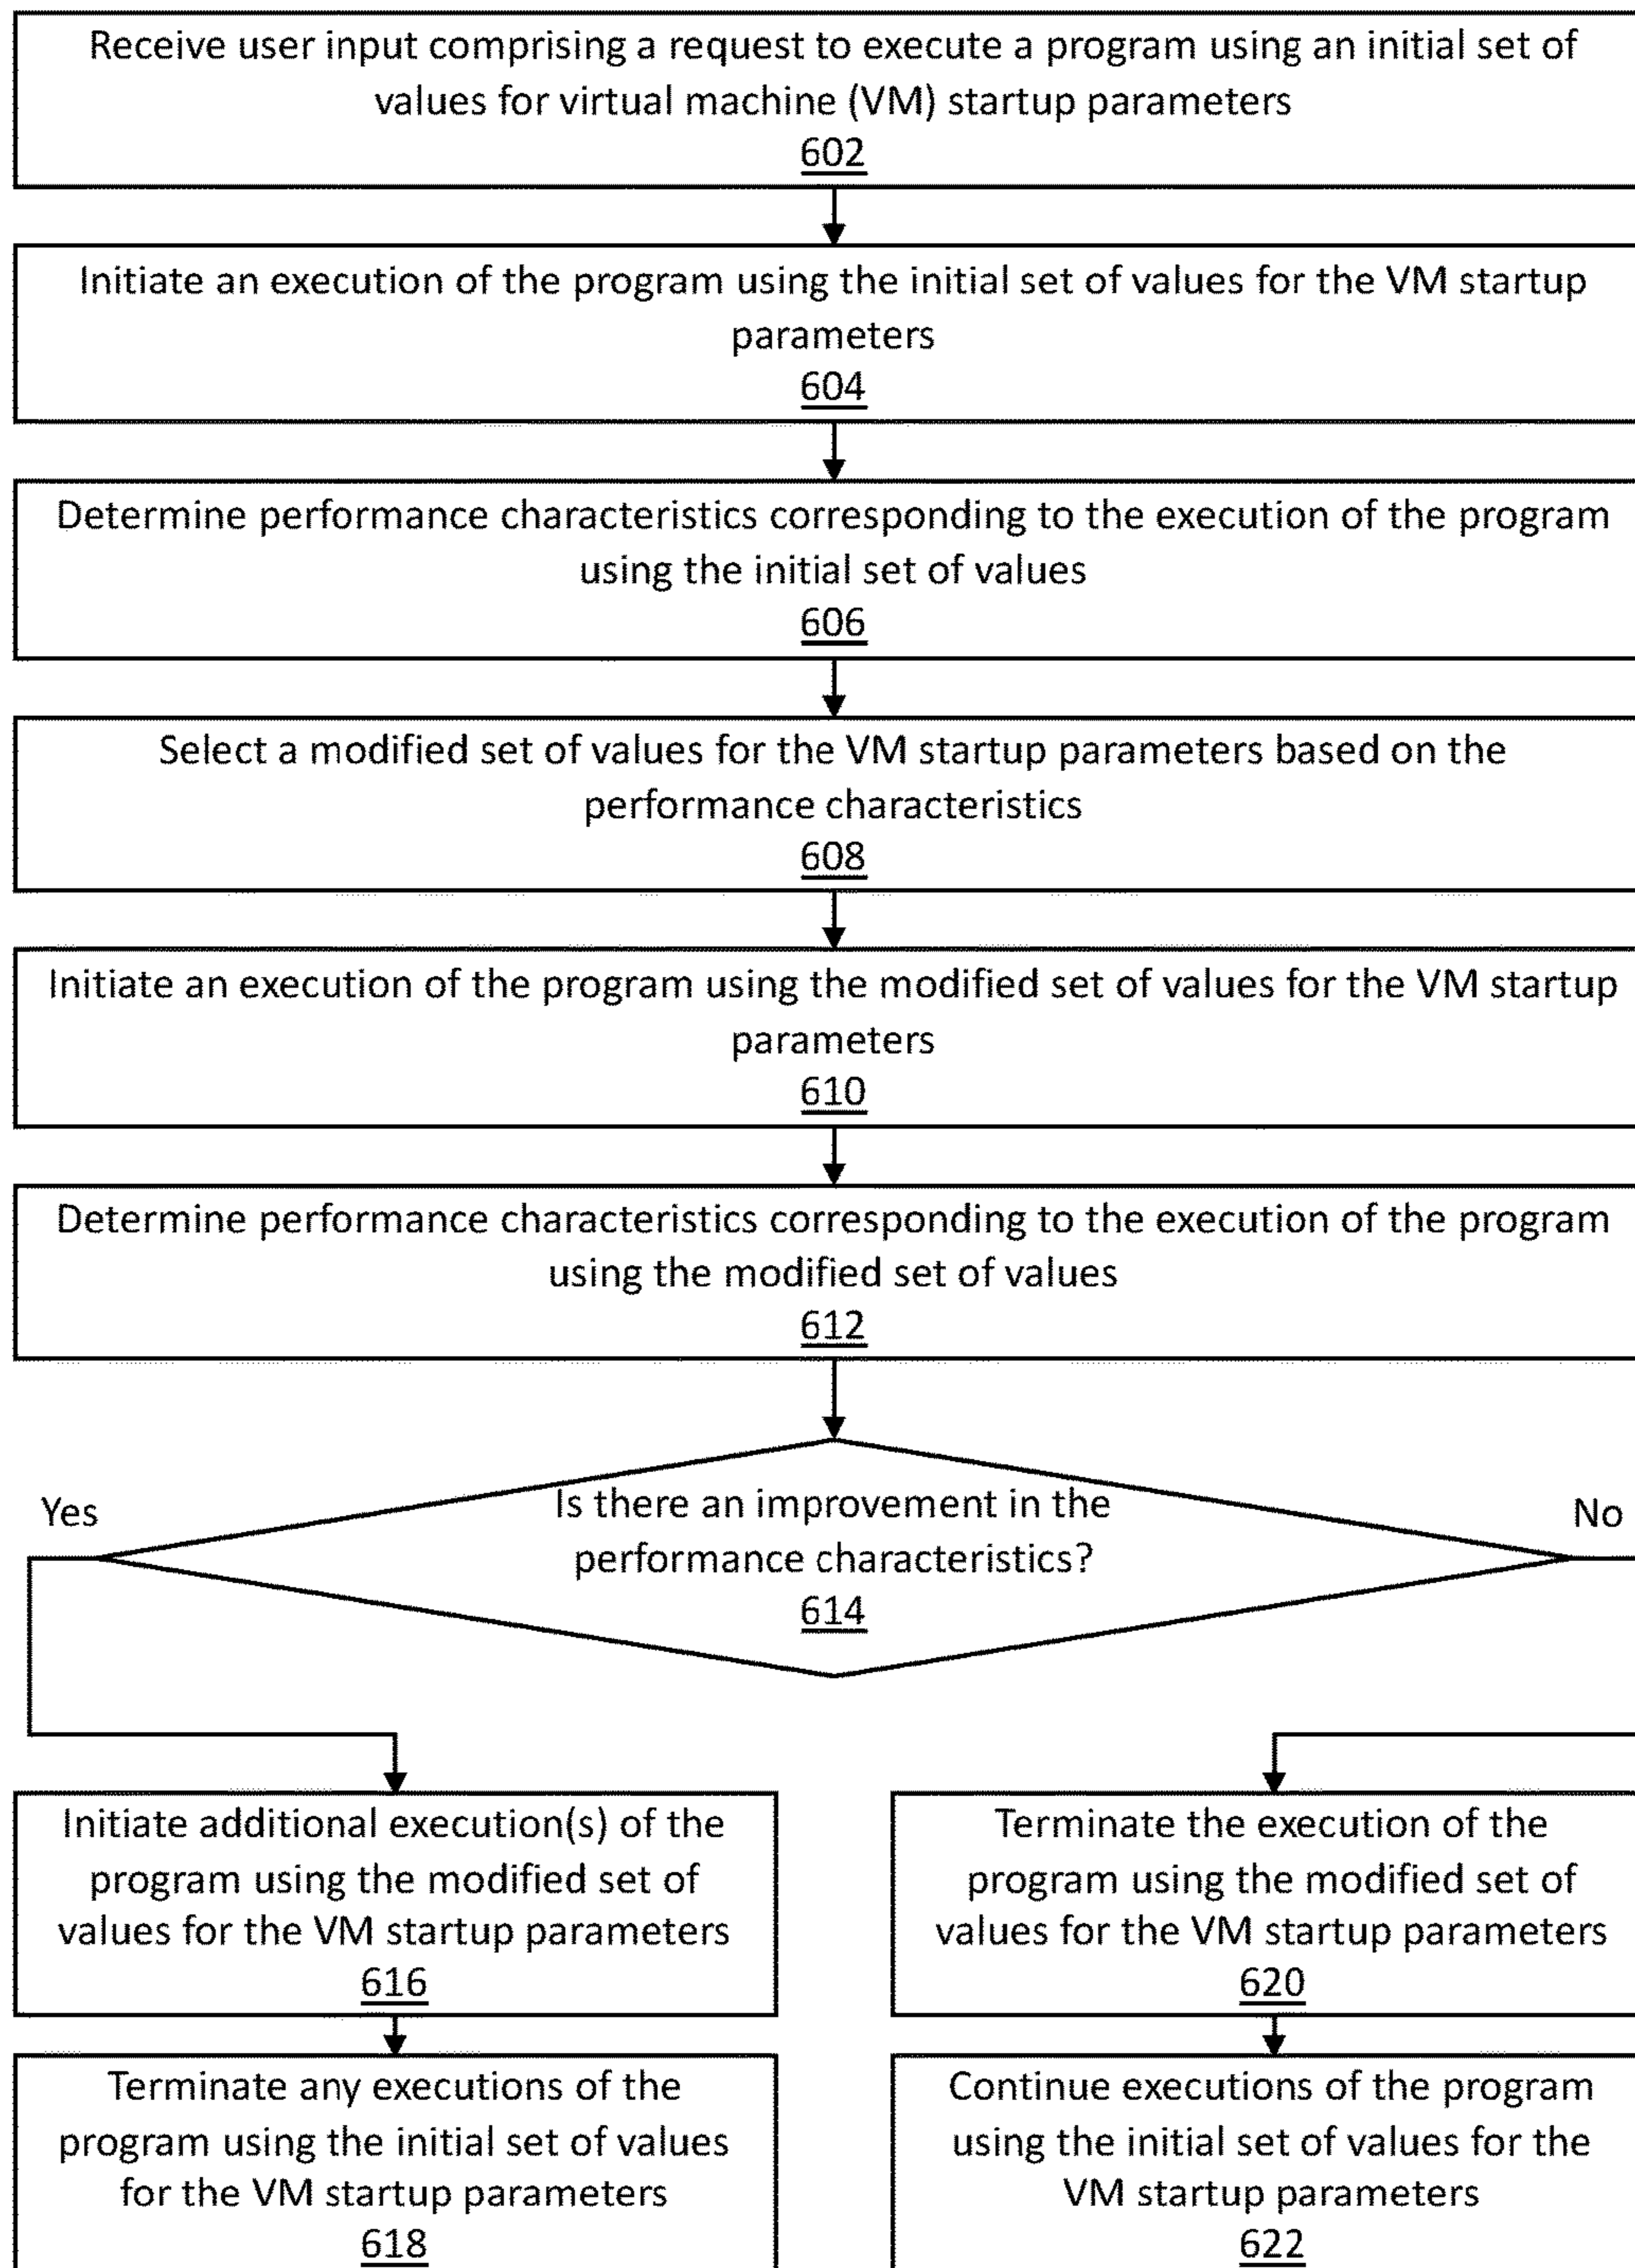 Receive user input comprising a request to execute a program using an initial set of
values for virtual machine (VM) startup parameters
602
Initiate an execution of the program using the initial set of values for the VM startup
parameters
604
Determine performance characteristics corresponding to the execution of the program
using the initial set of values
606
Select a modified set of values for the VM startup parameters based on the
performance characteristics
608
Initiate an execution of the program using the modified set of values for the VM startup
parameters
610
Determine performance characteristics corresponding to the execution of the program
using the modified set of values
612
Is there an improvement in the
performance characteristics?
614
Yes
No
Initiate additional execution(s) of the
program using the modified set of
values for the VM startup parameters
616
Terminate any executions of the
program using the initial set of values
for the VM startup parameters
618
Terminate the execution of the
program using the modified set of
values for the VM startup parameters
620
Continue executions of the program
using the initial set of values for the
VM startup parameters
622